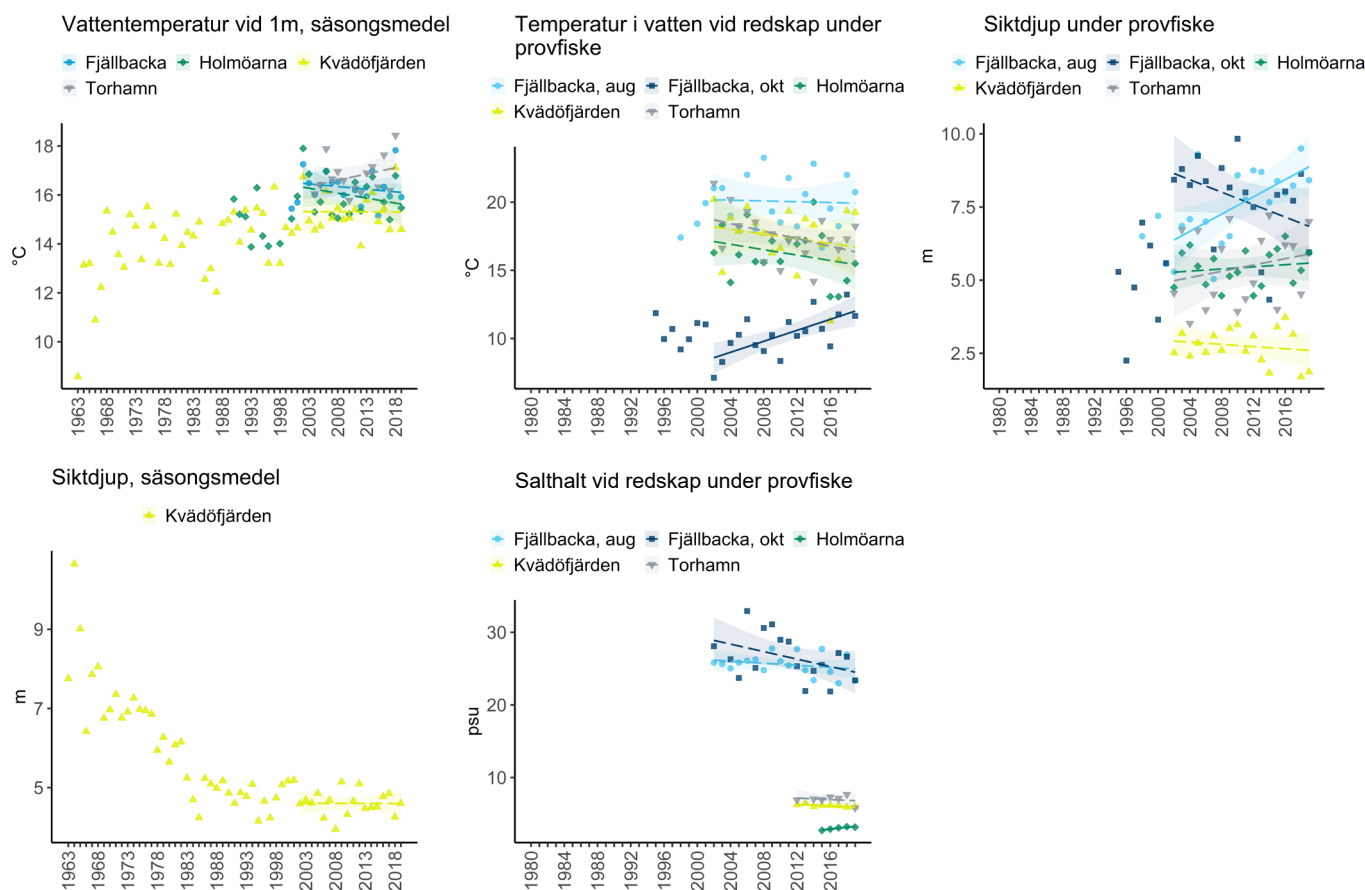 Vattentemperatur vid 1m, säsongsmedel
Fjällbacka Holmöarna Kvädöfjärden
Torhamn
°C
18
16
14
12
10
1963 1968 1973 1978 1983 1988 1993 1998 2003 2008 2013 2018
Temperatur i vatten vid redskap under
provfiske
Fjällbacka, aug Fjällbacka, okt Holmöarna
Kvädöfjärden Torhamn
°C
20
15
10
1980 1984 1988 1992 1996 2000 2004 2008 2012 2016
Siktdjup under provfiske
Fjällbacka, aug Fjällbacka, okt Holmöarna
Kvädöfjärden Torhamn
m
10.0
7.5
5.0
2.5
1980 1984 1988 1992 1996 2000 2004 2008 2012 2016
Siktdjup, säsongsmedel
Kvädöfjärden
m
9
7
5
1963 1968 1973 1978 1983 1988 1993 1998 2003 2008 2013 2018
Salthalt vid redskap under provfiske
Fjällbacka, aug Fjällbacka, okt Holmöarna
Kvädöfjärden Torhamn
psu
30
20
10
1980 1984 1988 1992 1996 2000 2004 2008 2012 2016